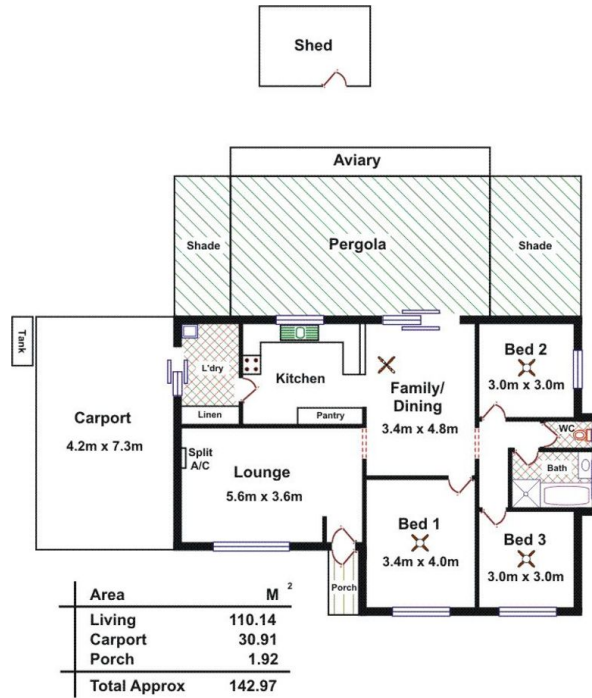 Shed
Aviary
Shade
Pergola
Shade
Tank
L'dry
Kitchen
Linen
Pantry
Family/
Dining
3.4m x 4.8m
Bed 2
3.0m x 3.0m
WC
Bath
Carport
4.2m x 7.3m
Split
A/C
Lounge
5.6m x 3.6m
Bed 1
3.4m x 4.0m
Bed 3
3.0m x 3.0m
Porch
Area M ²
Living 110.14
Carport 30.91
Porch 1.92
Total Approx 142.97